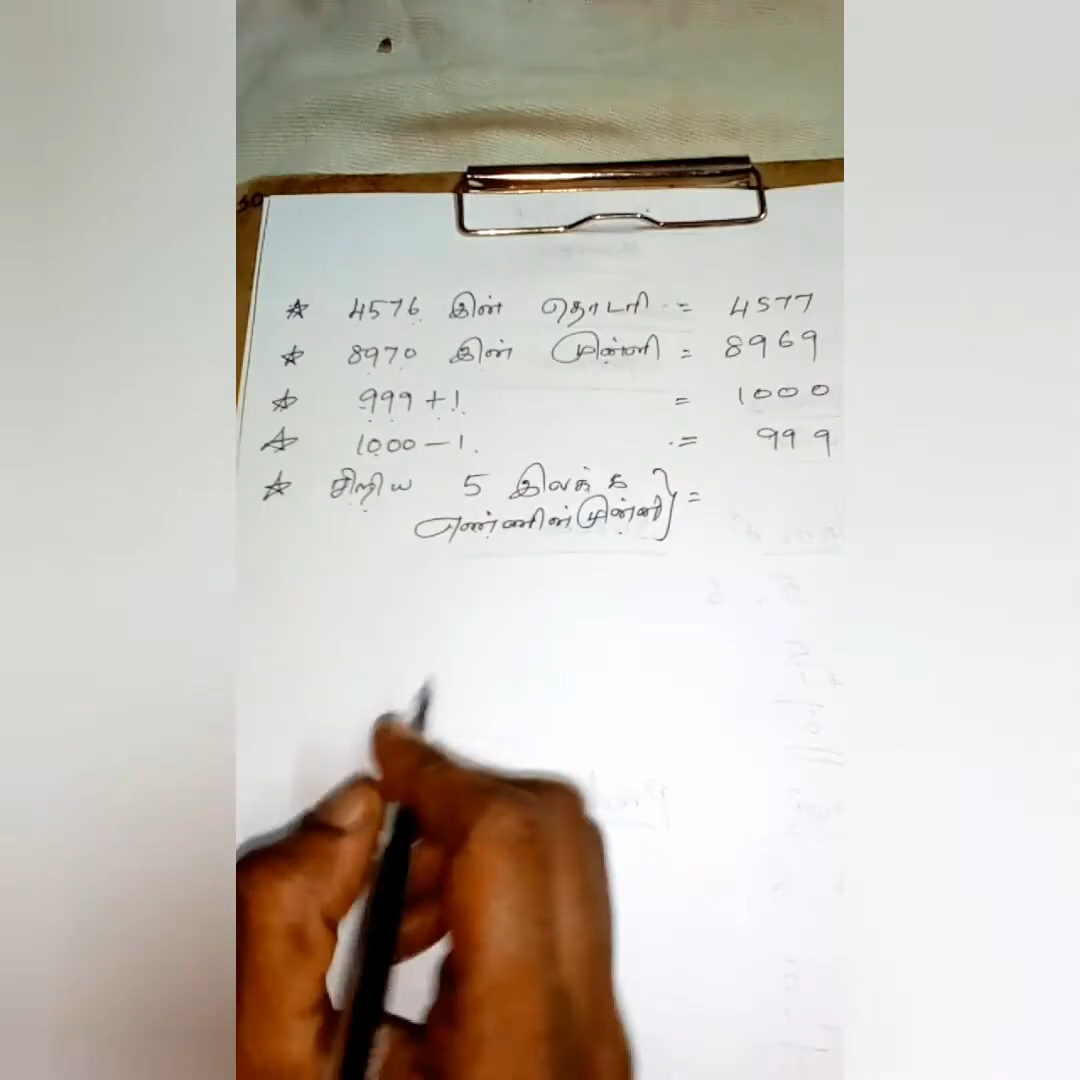 ☆ 4576 இன் தொடரி = 4577
☆ 8970 இன் முன்னி = 8969
☆ 999 + 1 = 1000
☆ 1000 – 1 = 999
☆ சிறிய 5 இலக்க
எண்ணின் முன்னி} =